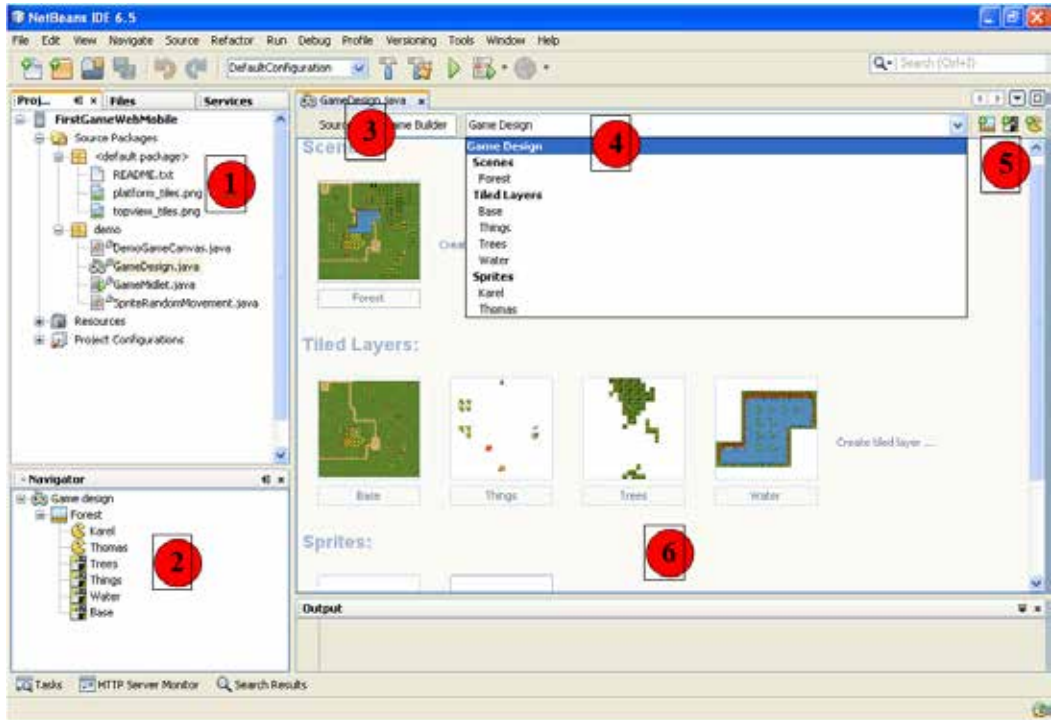 NetBeans IDE 6.5
File Edit View Navigate Source Refactor Run Debug Profile Versioning Tools Window Help
DefaultConfiguration
Search (Ctrl+I)
Proj... Files Services
FirstGameWebMobile
Source Packages
<default package>
README.txt
platform_tiles.png
topview_tiles.png
demo
DemoGameCanvas.java
GameDesign.java
GameMidlet.java
SpriteRandomMovement.java
Resources
Project Configurations
1
Navigator
Game design
Forest
Karel
Thomas
Trees
Things
Water
Base
2
GameDesign.java
3
Game Design
4
5
Game Design
Scenes
Forest
Tiled Layers
Base
Things
Trees
Water
Sprites
Karel
Thomas
Forest
Tiled Layers:
Base Things Trees Water
Create tiled layer ...
Sprites:
6
Output
Tasks HTTP Server Monitor Search Results